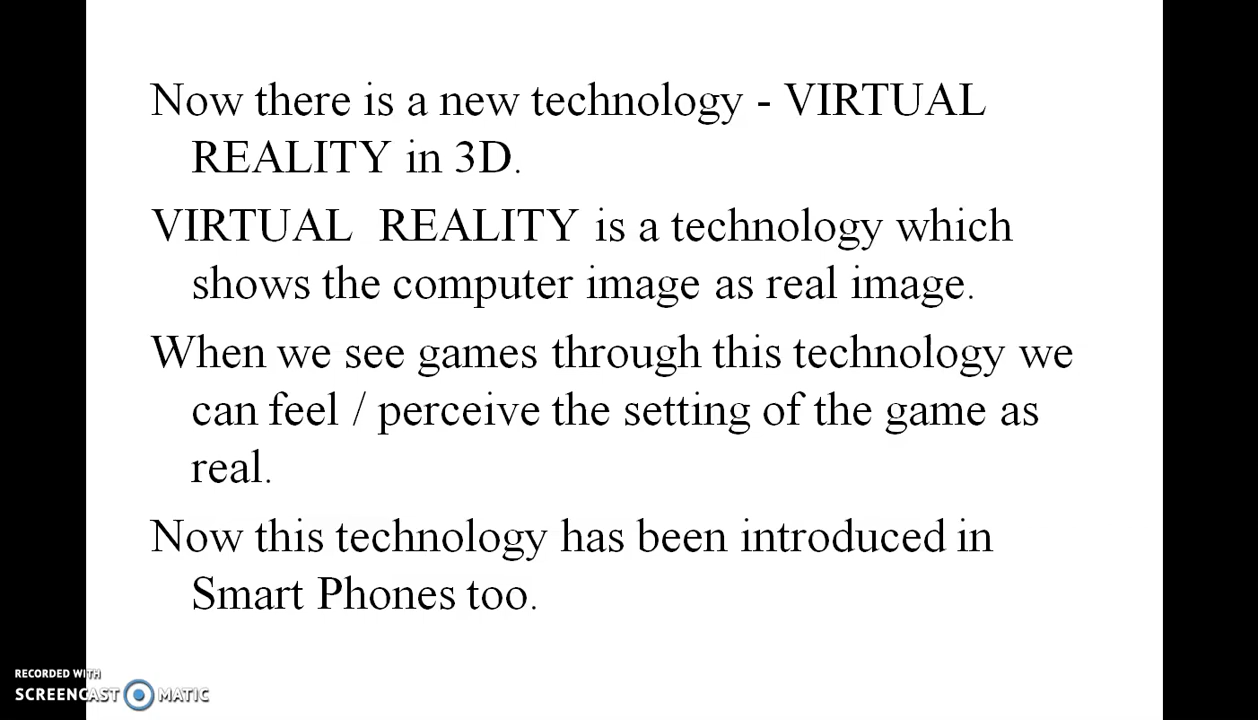 Now there is a new technology - VIRTUAL
REALITY in 3D.
VIRTUAL REALITY is a technology which
shows the computer image as real image.
When we see games through this technology we
can feel / perceive the setting of the game as
real.
Now this technology has been introduced in
Smart Phones too.
RECORDED WITH
SCREENCAST MATIC